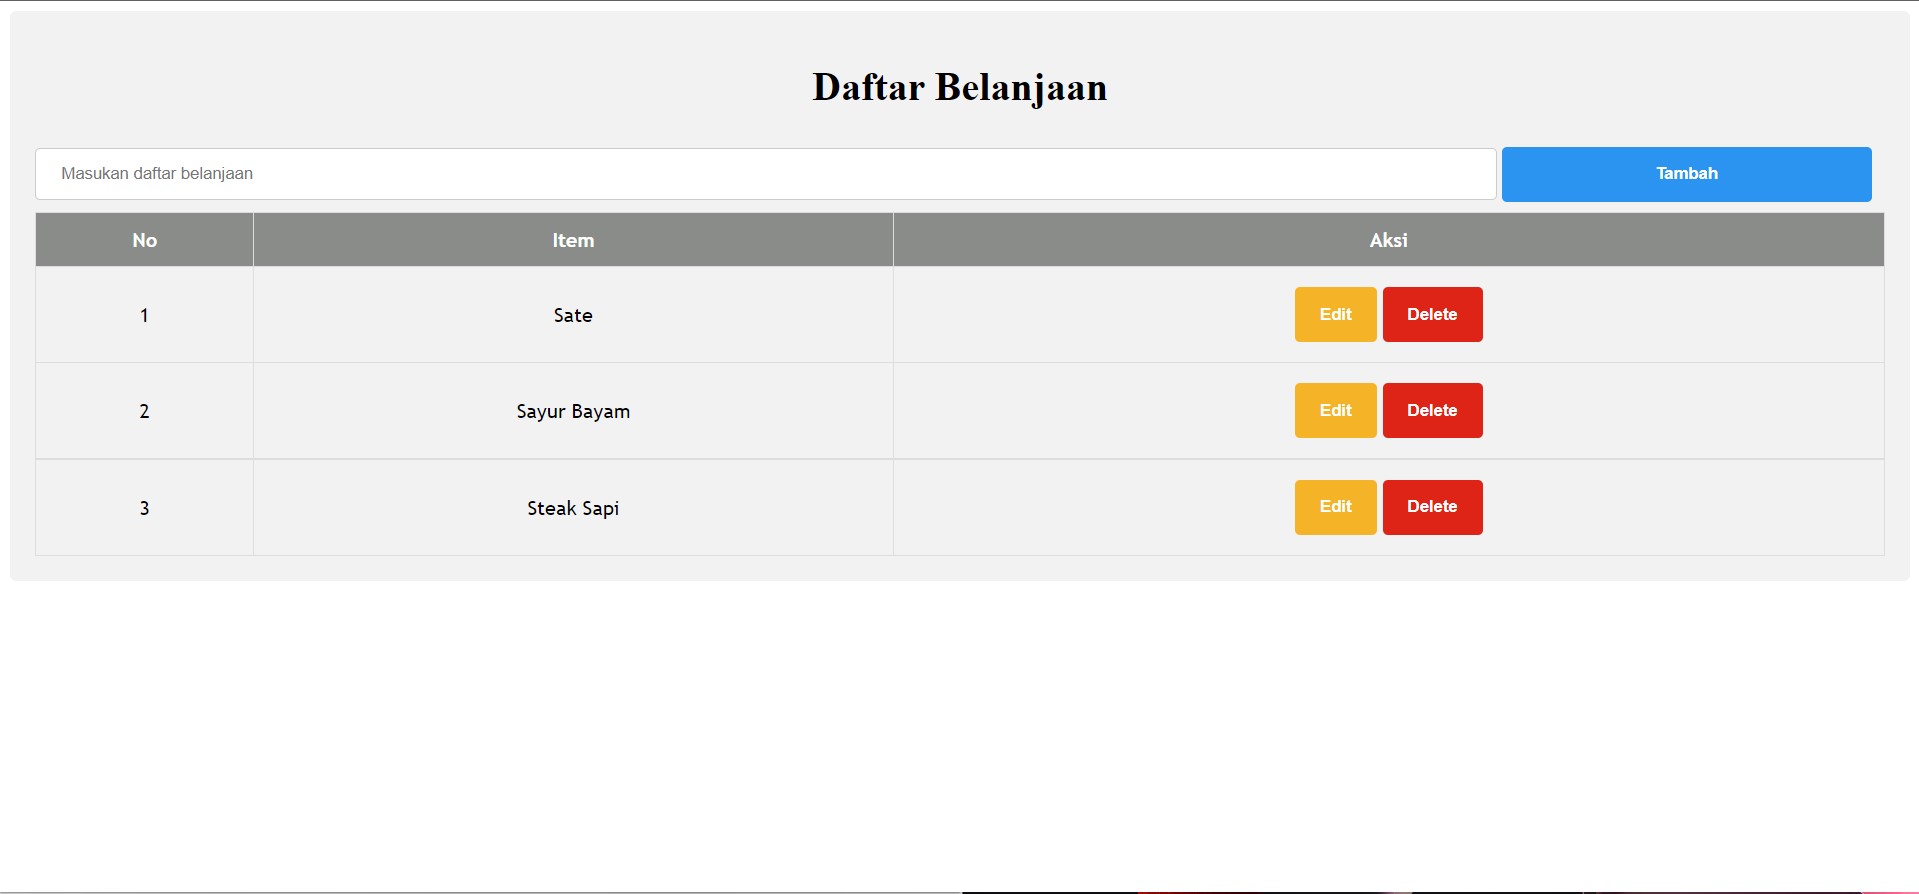 Daftar Belanjaan
Masukan daftar belanjaan Tambah
No Item Aksi
1 Sate Edit Delete
2 Sayur Bayam Edit Delete
3 Steak Sapi Edit Delete